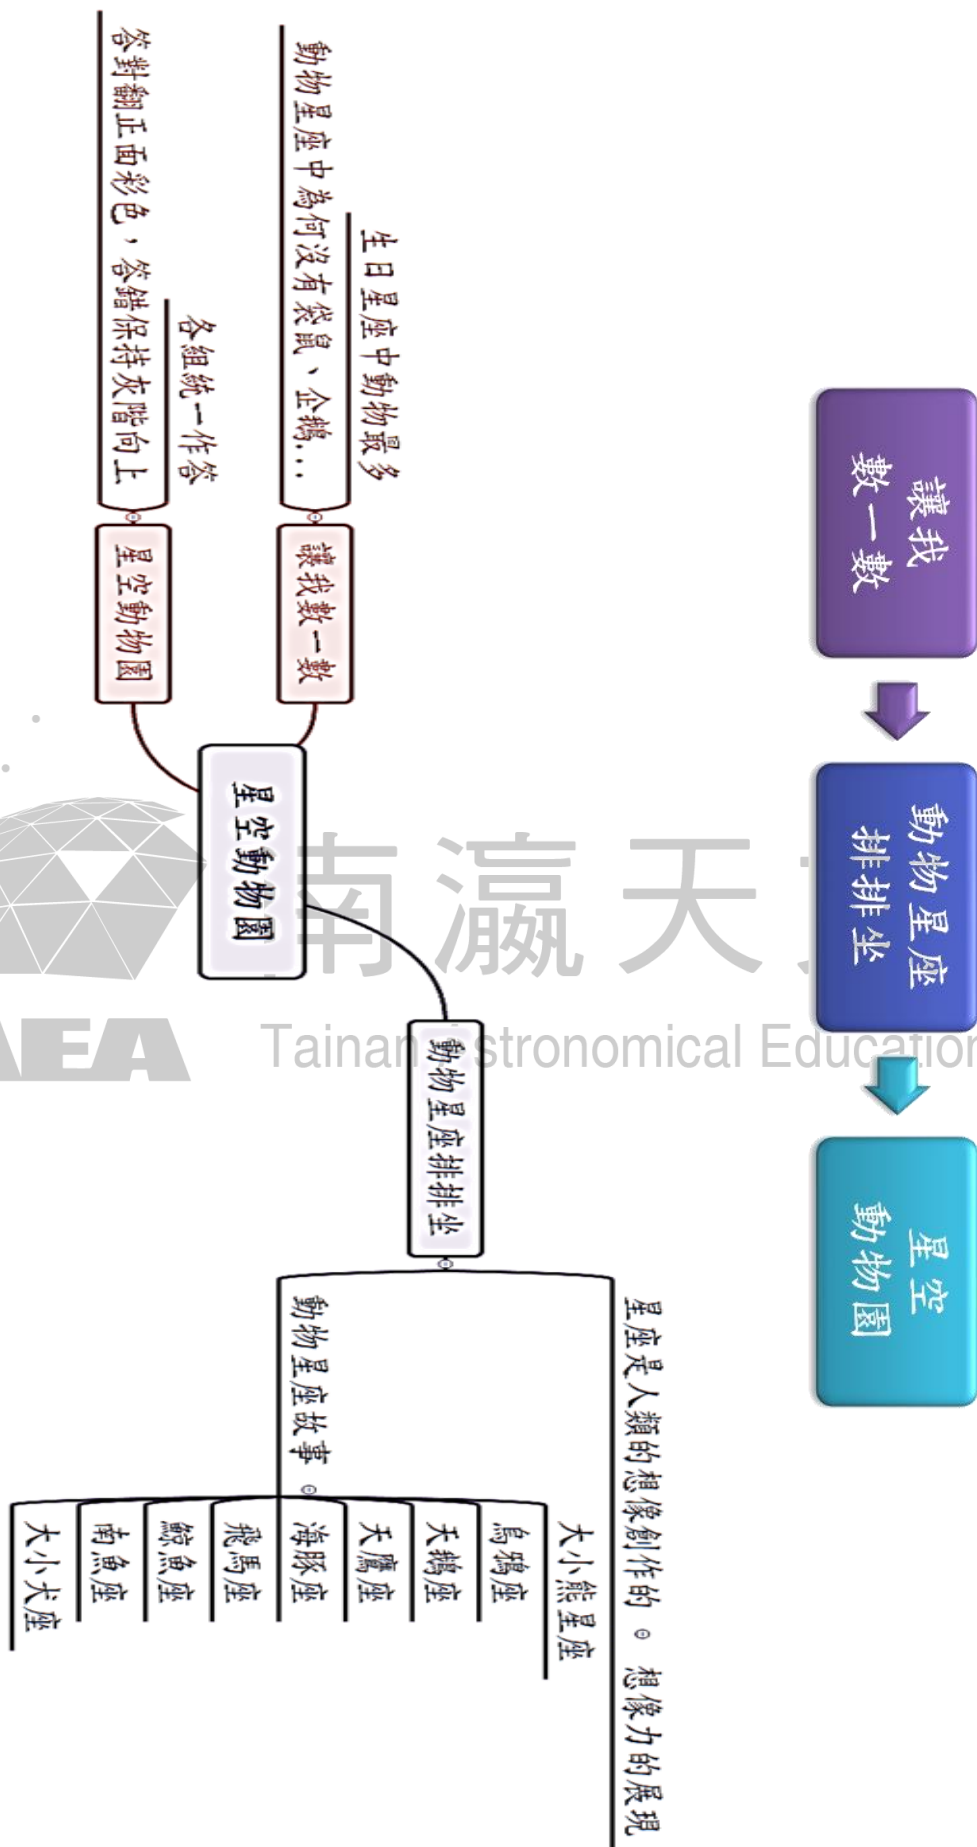 讓我
數一數
動物星座
排排坐
星空
動物園
生日星座中動物最多
動物星座中為何沒有袋鼠、企鵝...
讓我數一數
各組統一作答
答對翻正面彩色，答錯保持灰階向上
星空動物園
星空動物園
動物星座排排坐
星座是人類的想像創作的
想像力的展現
動物星座故事
大小熊星座
烏鴉座
天鵝座
天鷹座
海豚座
飛馬座
鯨魚座
南魚座
大小犬座
南瀛天
AEA
Tainan Astronomical Education